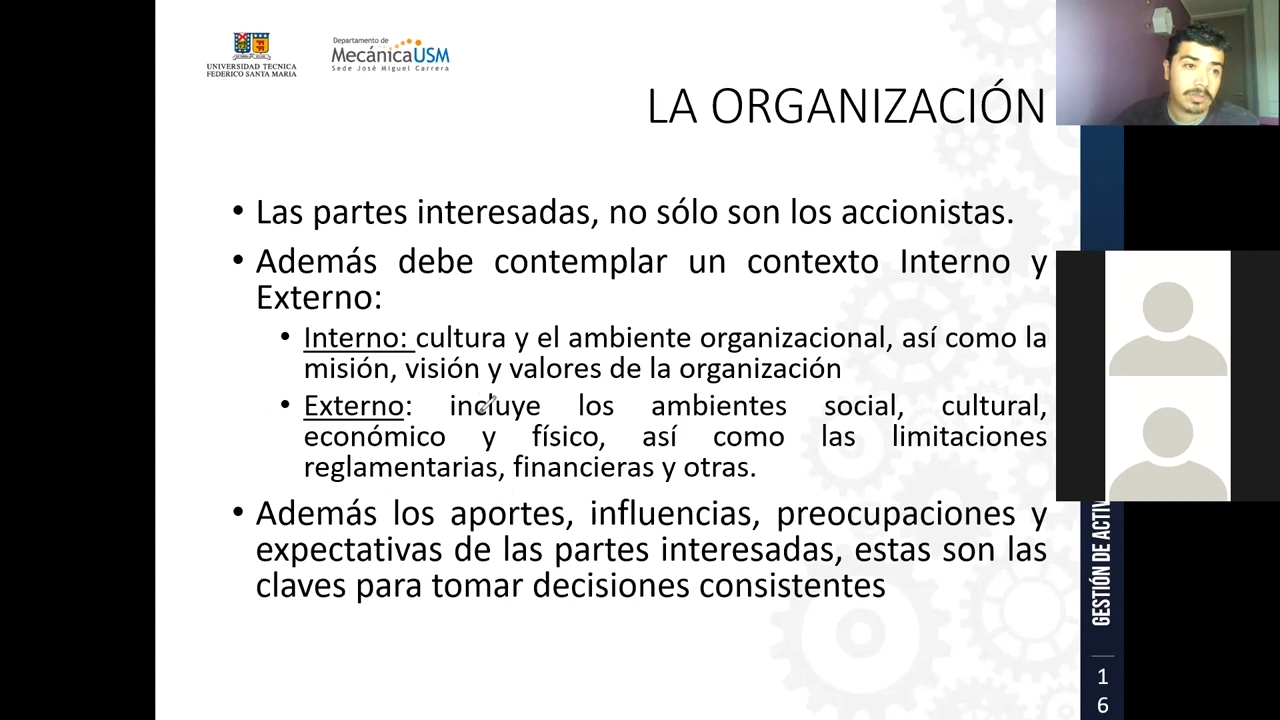 UNIVERSIDAD TECNICA
FEDERICO SANTA MARIA
Departamento de
MecánicaUSM
Sede José Miguel Carrera
LA ORGANIZACIÓN
• Las partes interesadas, no sólo son los accionistas.
• Además debe contemplar un contexto Interno y
Externo:
• Interno: cultura y el ambiente organizacional, así como la
misión, visión y valores de la organización
• Externo: incluye los ambientes social, cultural,
económico y físico, así como las limitaciones
reglamentarias, financieras y otras.
• Además los aportes, influencias, preocupaciones y
expectativas de las partes interesadas, estas son las
claves para tomar decisiones consistentes
GESTIÓN DE ACTIV
1
6